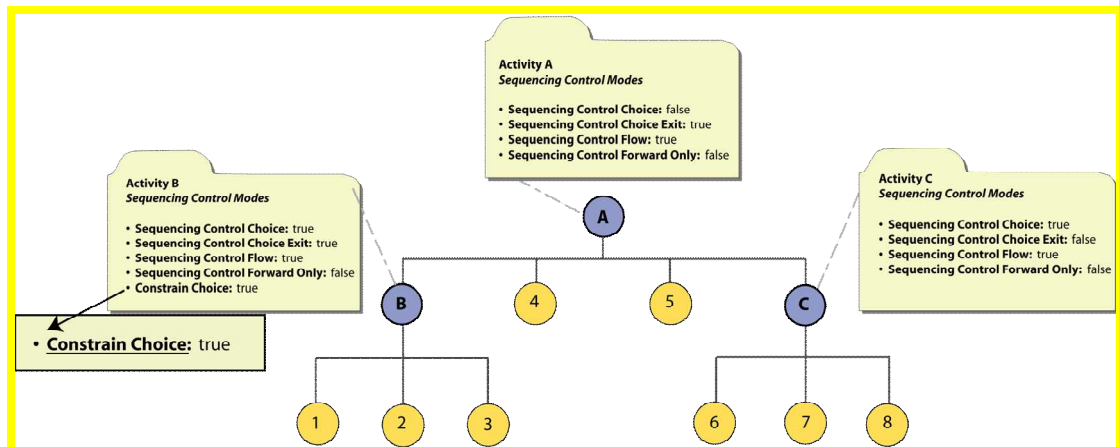 Activity A
Sequencing Control Modes
• Sequencing Control Choice: false
• Sequencing Control Choice Exit: true
• Sequencing Control Flow: true
• Sequencing Control Forward Only: false
Activity B
Sequencing Control Modes
• Sequencing Control Choice: true
• Sequencing Control Choice Exit: true
• Sequencing Control Flow: true
• Sequencing Control Forward Only: false
• Constrain Choice: true
• Constrain Choice: true
Activity C
Sequencing Control Modes
• Sequencing Control Choice: true
• Sequencing Control Choice Exit: false
• Sequencing Control Flow: true
• Sequencing Control Forward Only: false
A
B
4
5
C
1
2
3
6
7
8